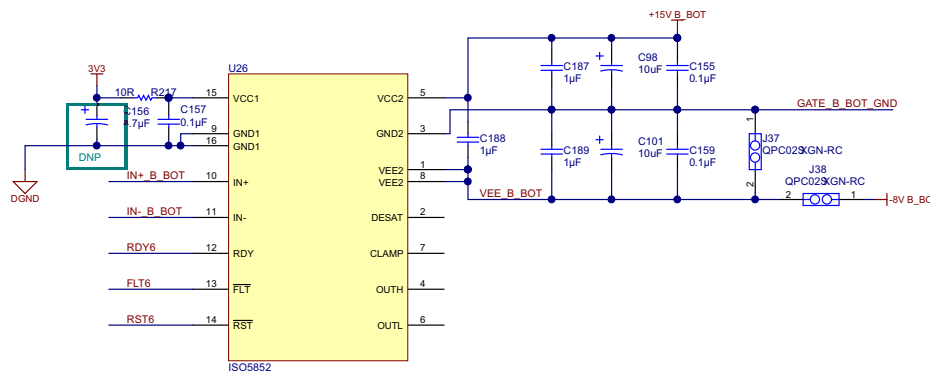 +15V B_BOT
3V3
U26
10R R217
C156
4.7µF
C157
0.1µF
DNP
DGND
15 VCC1
9 GND1
16 GND1
IN+_B_BOT 10 IN+
IN-_B_BOT 11 IN-
RDY6 12 RDY
FLT6 13 FLT
RST6 14 RST
VCC2 5
GND2 3
VEE2 1
VEE2 8
DESAT 2
CLAMP 7
OUTH 4
OUTL 6
ISO5852
C187
1µF
C98
10uF
C155
0.1µF
C188
1µF
C189
1µF
C101
10uF
C159
0.1µF
GATE_B_BOT_GND
VEE_B_BOT
1
J37
QPC02SXGN-RC
2
J38
QPC02SXGN-RC
2 1
-8V B_BO